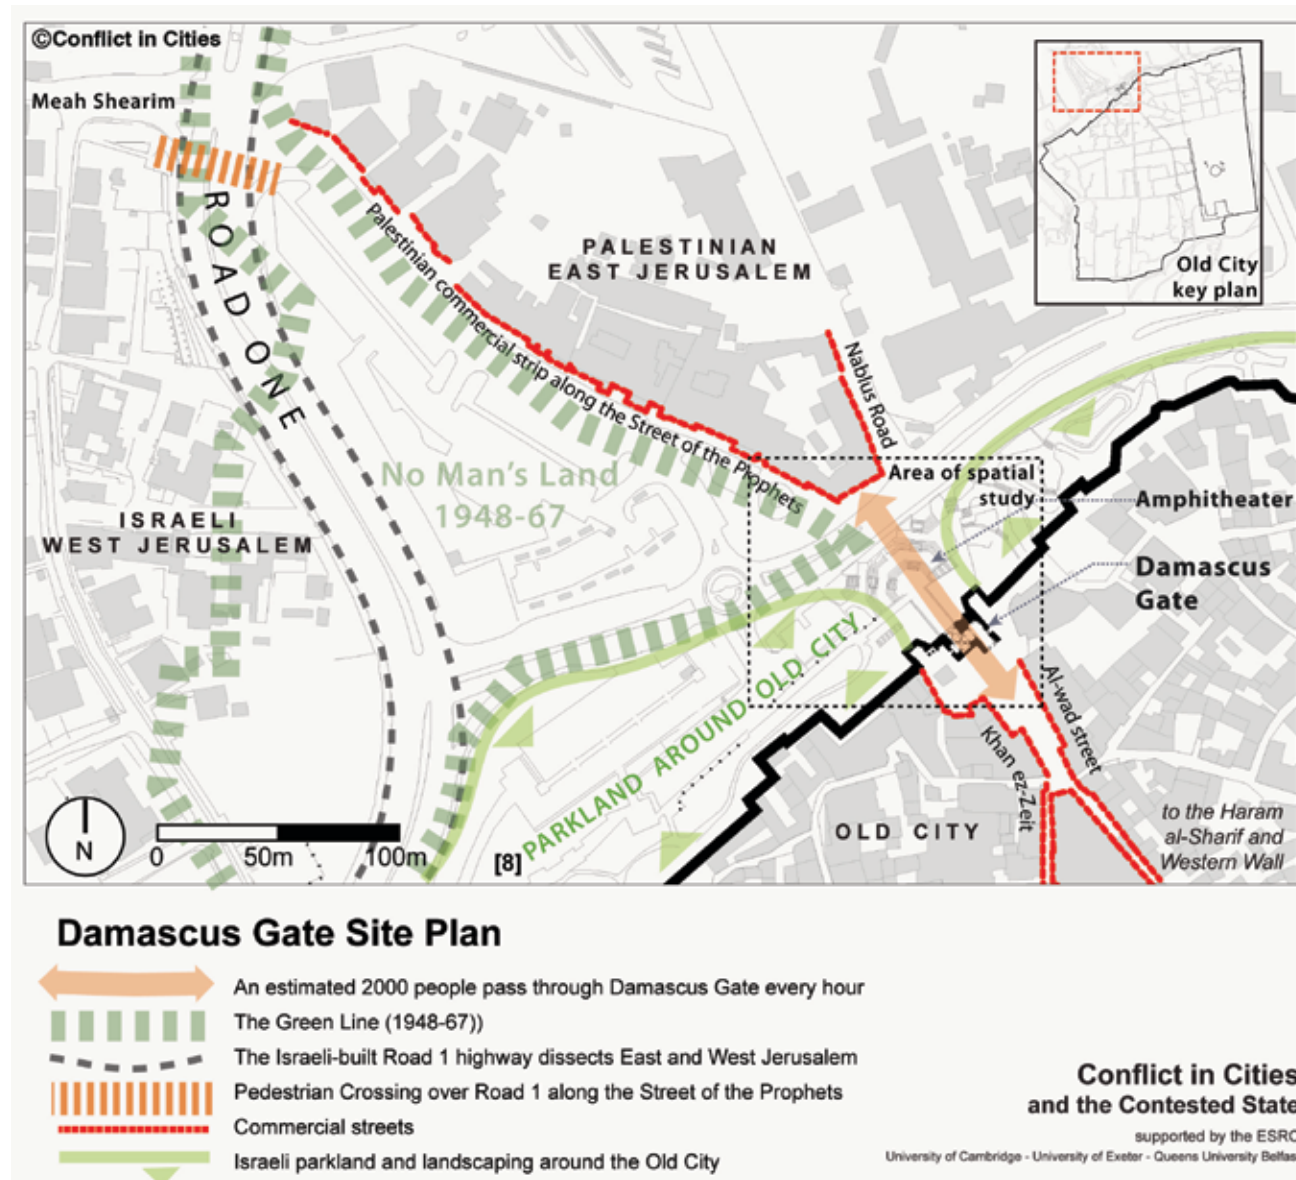 ©Conflict in Cities
Meah Shearim
ROAD ONE
Palestinian commercial strip along the Street of the Prophets
PALESTINIAN
EAST JERUSALEM
Old City
key plan
Nablus Road
No Man's Land
1948-67
ISRAELI
WEST JERUSALEM
Area of spatial
study
Amphitheater
Damascus
Gate
PARKLAND AROUND OLD CITY
Al-wad street
Khan ez-Zeit
OLD CITY
to the Haram
al-Sharif and
Western Wall
N
0 50m 100m
[8]
Damascus Gate Site Plan
An estimated 2000 people pass through Damascus Gate every hour
The Green Line (1948-67))
The Israeli-built Road 1 highway dissects East and West Jerusalem
Pedestrian Crossing over Road 1 along the Street of the Prophets
Commercial streets
Israeli parkland and landscaping around the Old City
Conflict in Cities
and the Contested State
supported by the ESRC
University of Cambridge - University of Exeter - Queens University Belfas